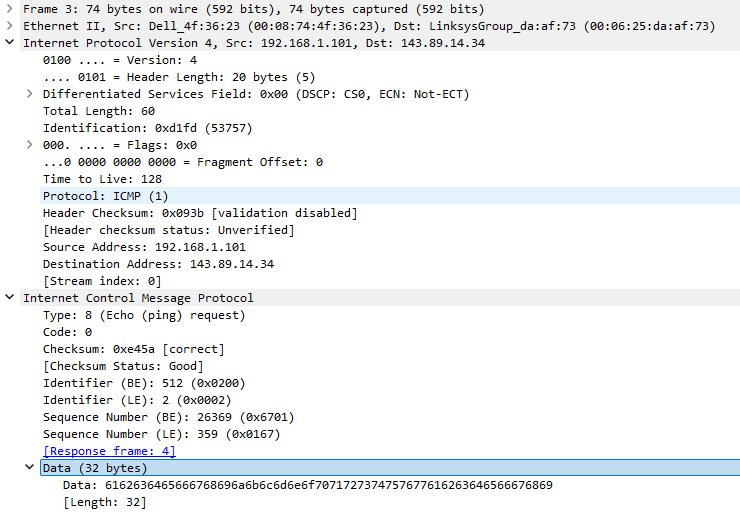 Frame 3: 74 bytes on wire (592 bits), 74 bytes captured (592 bits)
Ethernet II, Src: Dell_4f:36:23 (00:08:74:4f:36:23), Dst: LinksysGroup_da:af:73 (00:06:25:da:af:73)
Internet Protocol Version 4, Src: 192.168.1.101, Dst: 143.89.14.34
0100 .... = Version: 4
.... 0101 = Header Length: 20 bytes (5)
Differentiated Services Field: 0x00 (DSCP: CS0, ECN: Not-ECT)
Total Length: 60
Identification: 0xd1fd (53757)
000. .... = Flags: 0x0
...0 0000 0000 0000 = Fragment Offset: 0
Time to Live: 128
Protocol: ICMP (1)
Header Checksum: 0x093b [validation disabled]
[Header checksum status: Unverified]
Source Address: 192.168.1.101
Destination Address: 143.89.14.34
[Stream index: 0]
Internet Control Message Protocol
Type: 8 (Echo (ping) request)
Code: 0
Checksum: 0xe45a [correct]
[Checksum Status: Good]
Identifier (BE): 512 (0x0200)
Identifier (LE): 2 (0x0002)
Sequence Number (BE): 26369 (0x6701)
Sequence Number (LE): 359 (0x0167)
[Response frame: 4]
Data (32 bytes)
Data: 6162636465666768696a6b6c6d6e6f7071727374757677616263646566676869
[Length: 32]